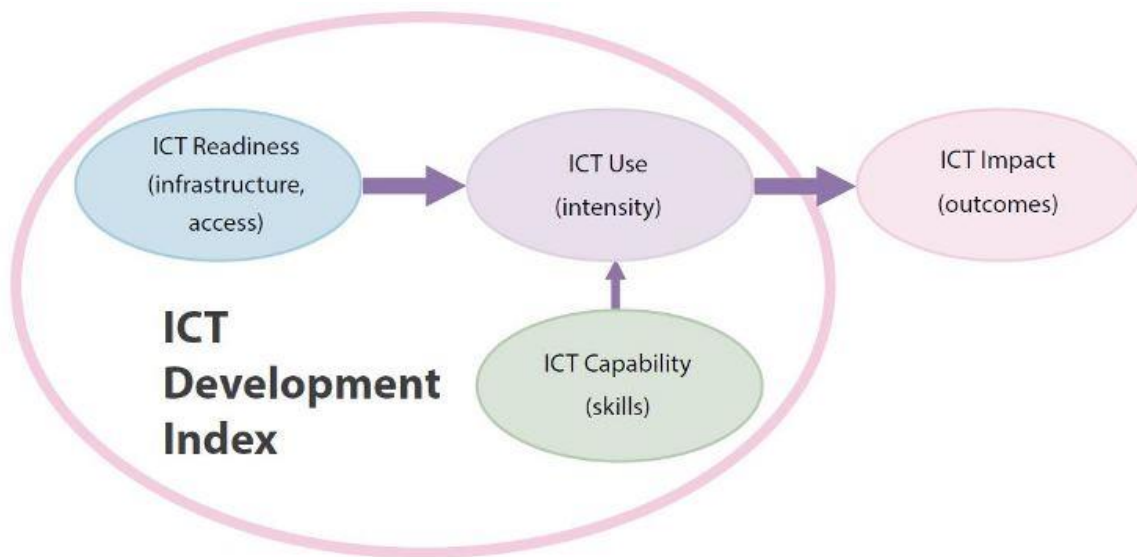 ICT Readiness
(infrastructure,
access)
ICT Use
(intensity)
ICT Impact
(outcomes)
ICT
Development
Index
ICT Capability
(skills)